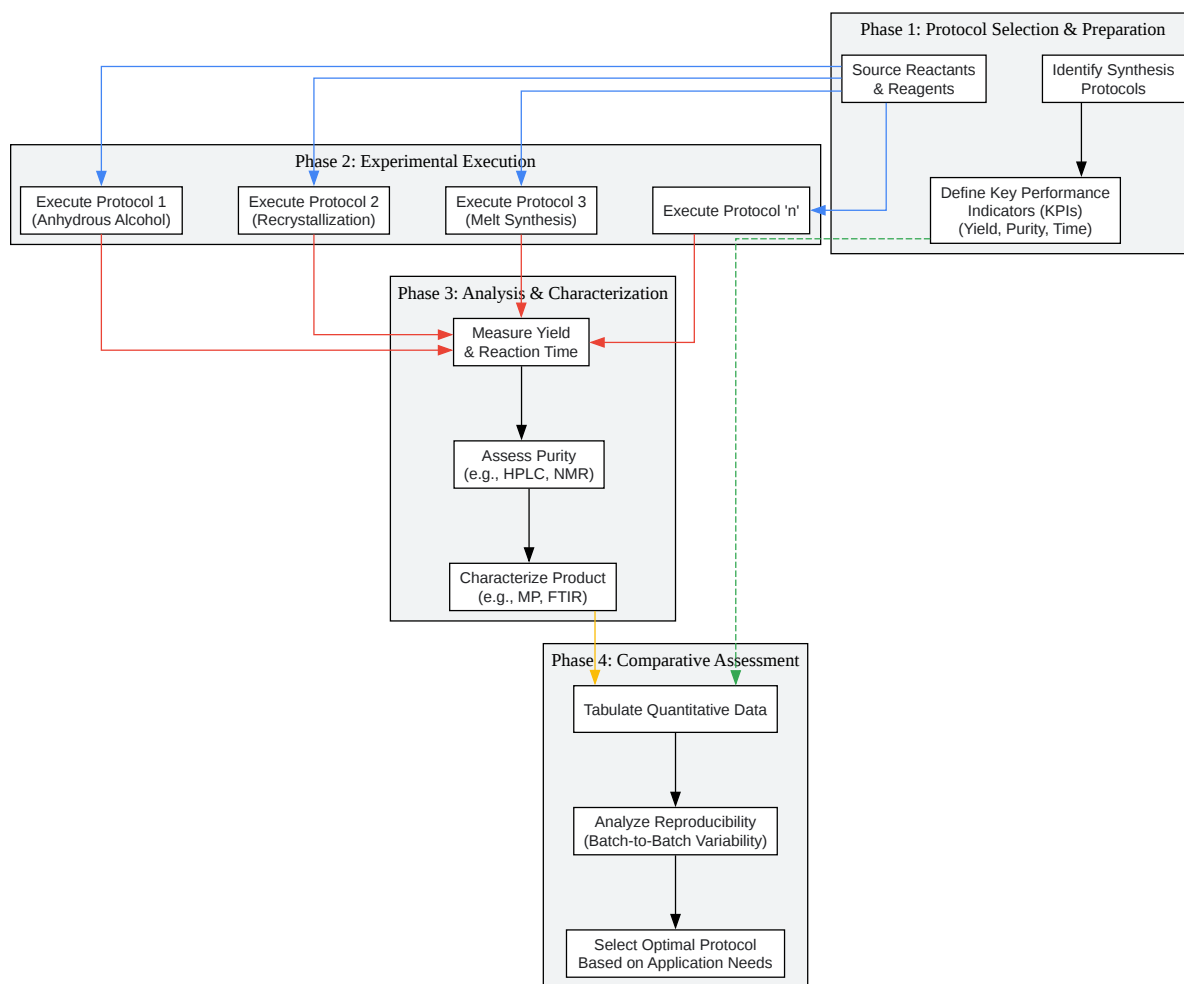 Phase 1: Protocol Selection & Preparation
Source Reactants
& Reagents
Identify Synthesis
Protocols
Define Key Performance
Indicators (KPIs)
(Yield, Purity, Time)
Phase 2: Experimental Execution
Execute Protocol 1
(Anhydrous Alcohol)
Execute Protocol 2
(Recrystallization)
Execute Protocol 3
(Melt Synthesis)
Execute Protocol 'n'
Phase 3: Analysis & Characterization
Measure Yield
& Reaction Time
Assess Purity
(e.g., HPLC, NMR)
Characterize Product
(e.g., MP, FTIR)
Phase 4: Comparative Assessment
Tabulate Quantitative Data
Analyze Reproducibility
(Batch-to-Batch Variability)
Select Optimal Protocol
Based on Application Needs